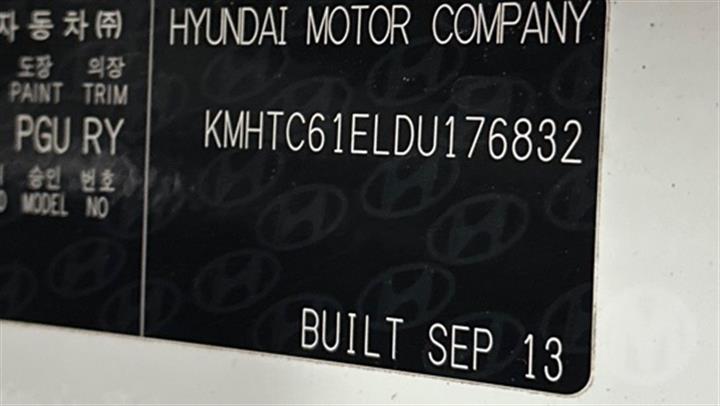 자동차㈜
HYUNDAI MOTOR COMPANY
도장 의장
PAINT TRIM
PGU RY
KMHTC61ELDU176832
승인 번호
MODEL NO
BUILT SEP 13